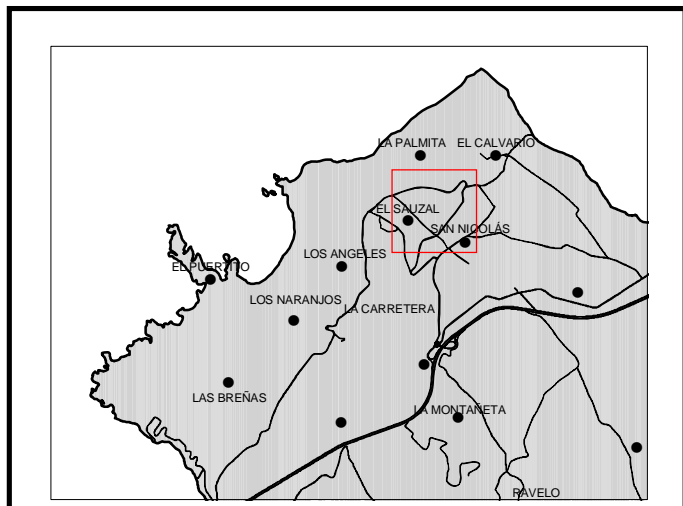 LA PALMITA
EL CALVARIO
EL SAUZAL
SAN NICOLÁS
LOS ANGELES
EL PUERTITO
LOS NARANJOS
LA CARRETERA
LAS BREÑAS
LA MONTAÑETA
RAVELO